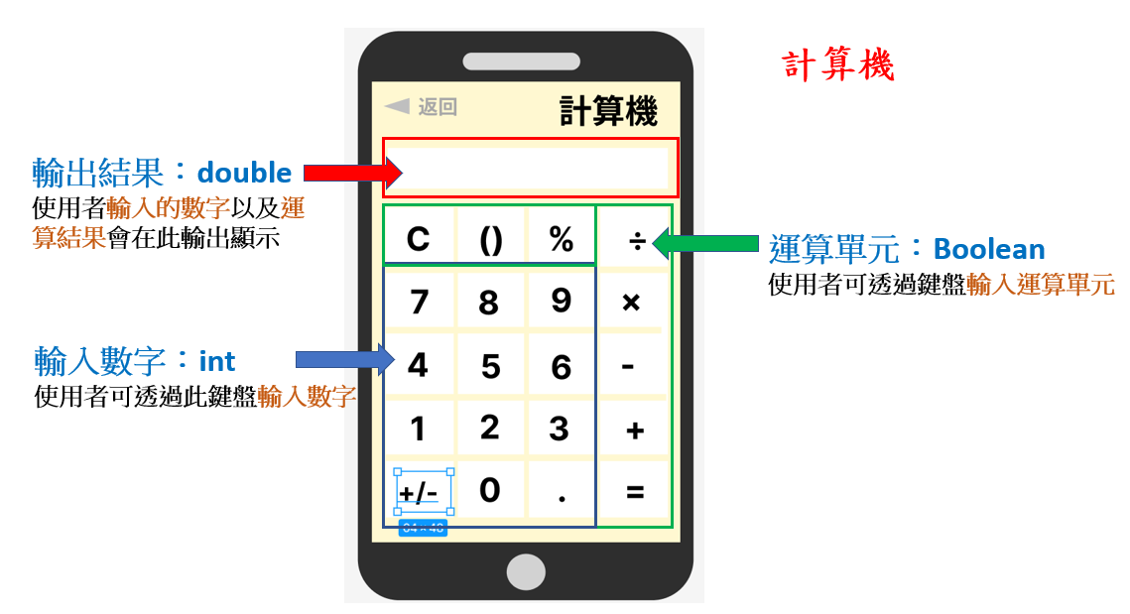 計算機
返回
計算機
輸出結果：double
使用者輸入的數字以及運
算結果會在此輸出顯示
C () % ÷
運算單元：Boolean
使用者可透過鍵盤輸入運算單元
7 8 9 ×
輸入數字：int
使用者可透過此鍵盤輸入數字
4 5 6 -
1 2 3 +
+/- 0 . =
64 × 48